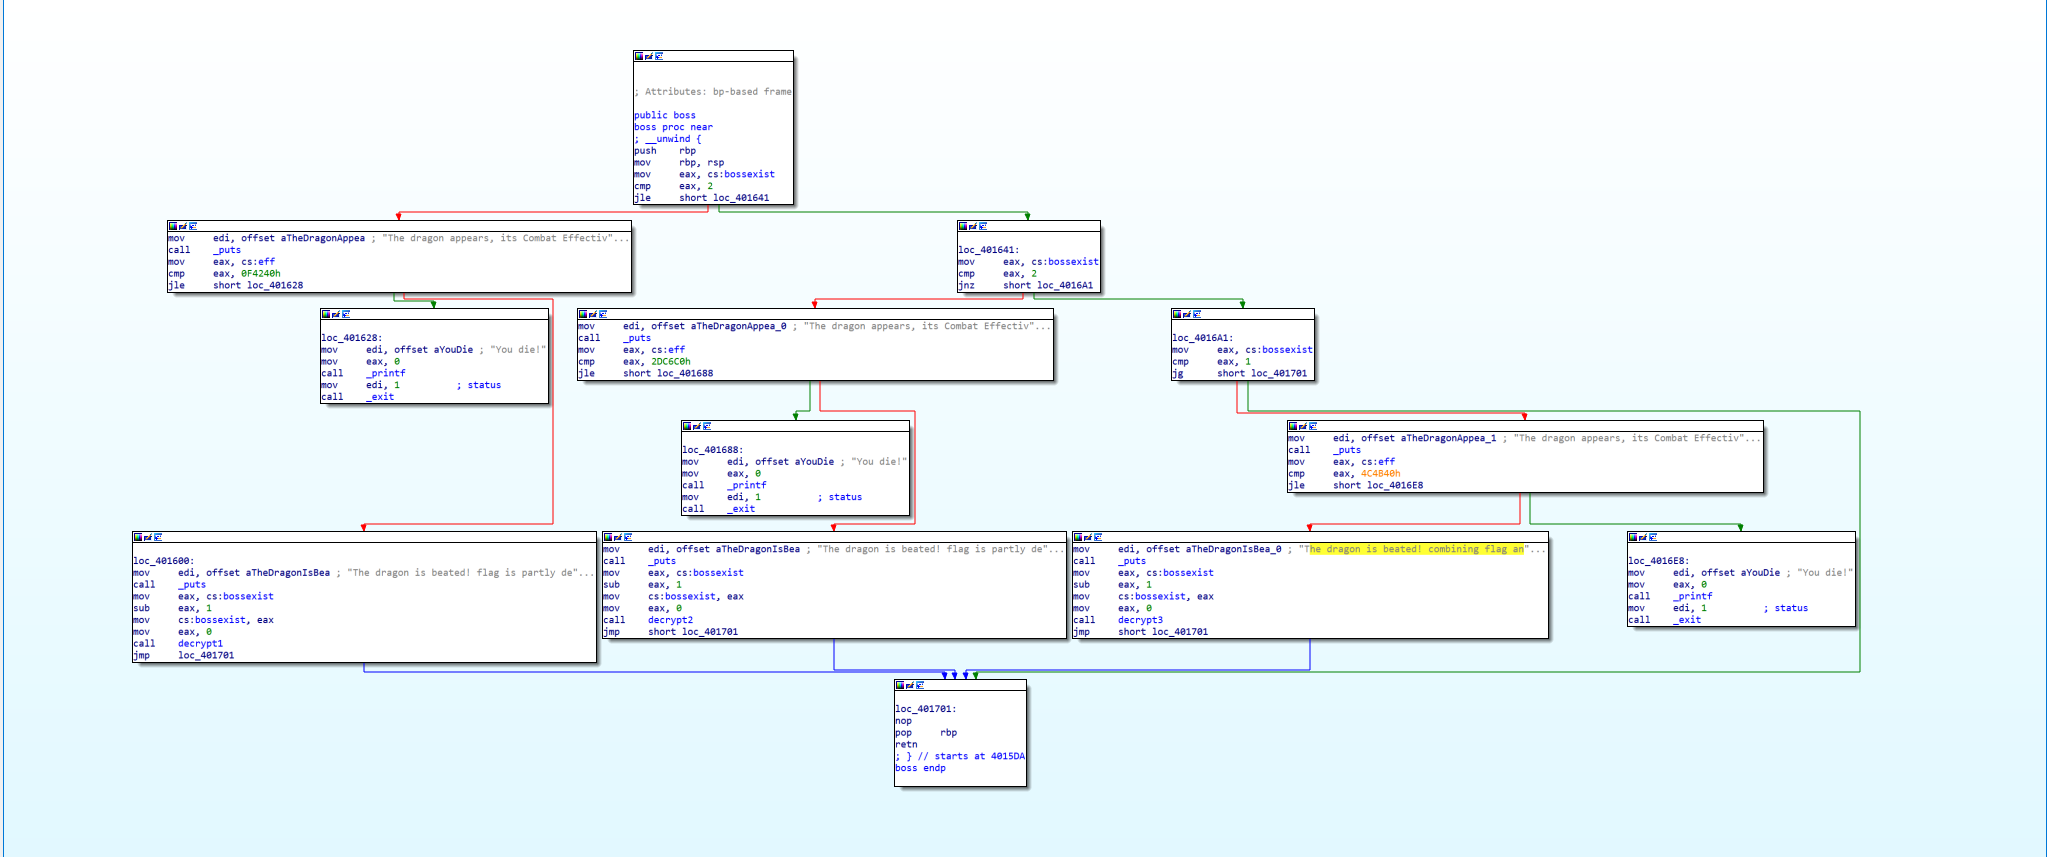 ; Attributes: bp-based frame
public boss
boss proc near
; __unwind {
push rbp
mov rbp, rsp
mov eax, cs:bossexist
cmp eax, 2
jle short loc_401641
mov edi, offset aTheDragonAppea ; "The dragon appears, its Combat Effectiv"...
call _puts
mov eax, cs:eff
cmp eax, 0F4240h
jle short loc_401628
loc_401641:
mov eax, cs:bossexist
cmp eax, 2
jnz short loc_4016A1
loc_401628:
mov edi, offset aYouDie ; "You die!"
mov eax, 0
call _printf
mov edi, 1 ; status
call _exit
mov edi, offset aTheDragonAppea_0 ; "The dragon appears, its Combat Effectiv"...
call _puts
mov eax, cs:eff
cmp eax, 2DC6C0h
jle short loc_401688
loc_4016A1:
mov eax, cs:bossexist
cmp eax, 1
jg short loc_401701
loc_401688:
mov edi, offset aYouDie ; "You die!"
mov eax, 0
call _printf
mov edi, 1 ; status
call _exit
mov edi, offset aTheDragonAppea_1 ; "The dragon appears, its Combat Effectiv"...
call _puts
mov eax, cs:eff
cmp eax, 4C4B40h
jle short loc_4016E8
loc_401600:
mov edi, offset aTheDragonIsBea ; "The dragon is beated! flag is partly de"...
call _puts
mov eax, cs:bossexist
sub eax, 1
mov cs:bossexist, eax
mov eax, 0
call decrypt1
jmp loc_401701
mov edi, offset aTheDragonIsBea ; "The dragon is beated! flag is partly de"...
call _puts
mov eax, cs:bossexist
sub eax, 1
mov cs:bossexist, eax
mov eax, 0
call decrypt2
jmp short loc_401701
mov edi, offset aTheDragonIsBea_0 ; "The dragon is beated! combining flag an"...
call _puts
mov eax, cs:bossexist
sub eax, 1
mov cs:bossexist, eax
mov eax, 0
call decrypt3
jmp short loc_401701
loc_4016E8:
mov edi, offset aYouDie ; "You die!"
mov eax, 0
call _printf
mov edi, 1 ; status
call _exit
loc_401701:
nop
pop rbp
retn
; } // starts at 4015DA
boss endp